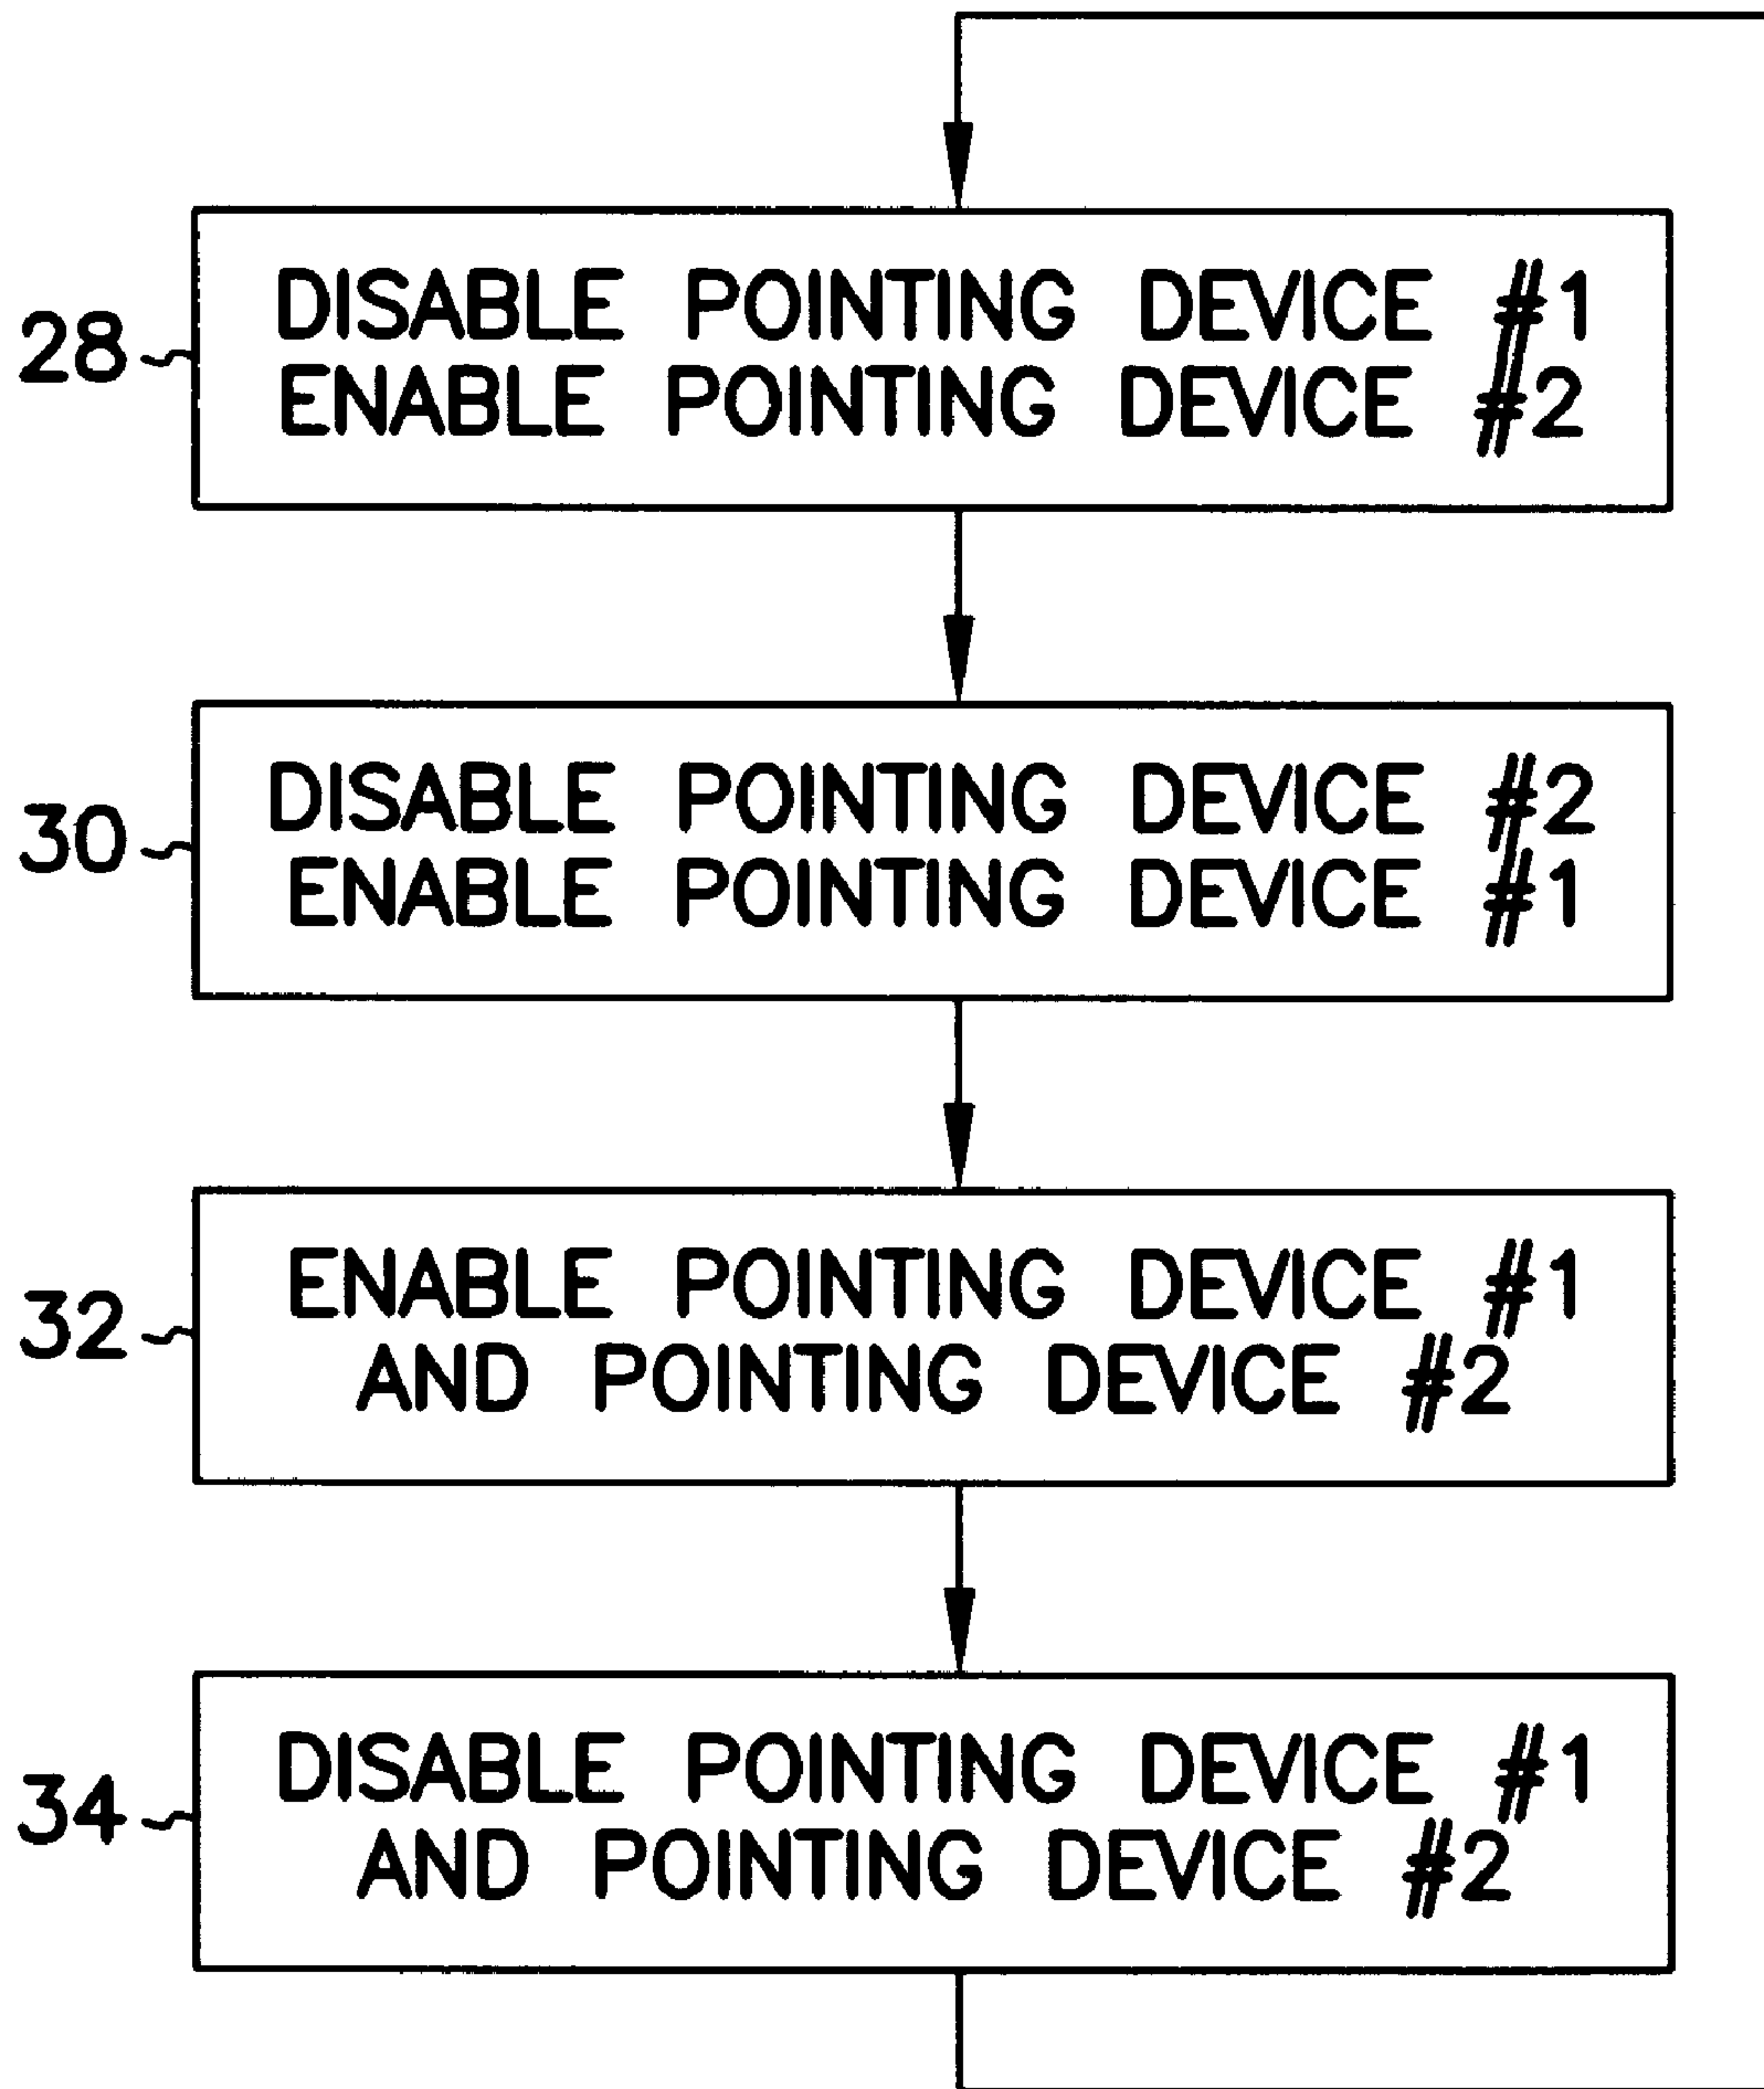 28
DISABLE POINTING DEVICE #1
ENABLE POINTING DEVICE #2
30
DISABLE POINTING DEVICE #2
ENABLE POINTING DEVICE #1
32
ENABLE POINTING DEVICE #1
AND POINTING DEVICE #2
34
DISABLE POINTING DEVICE #1
AND POINTING DEVICE #2